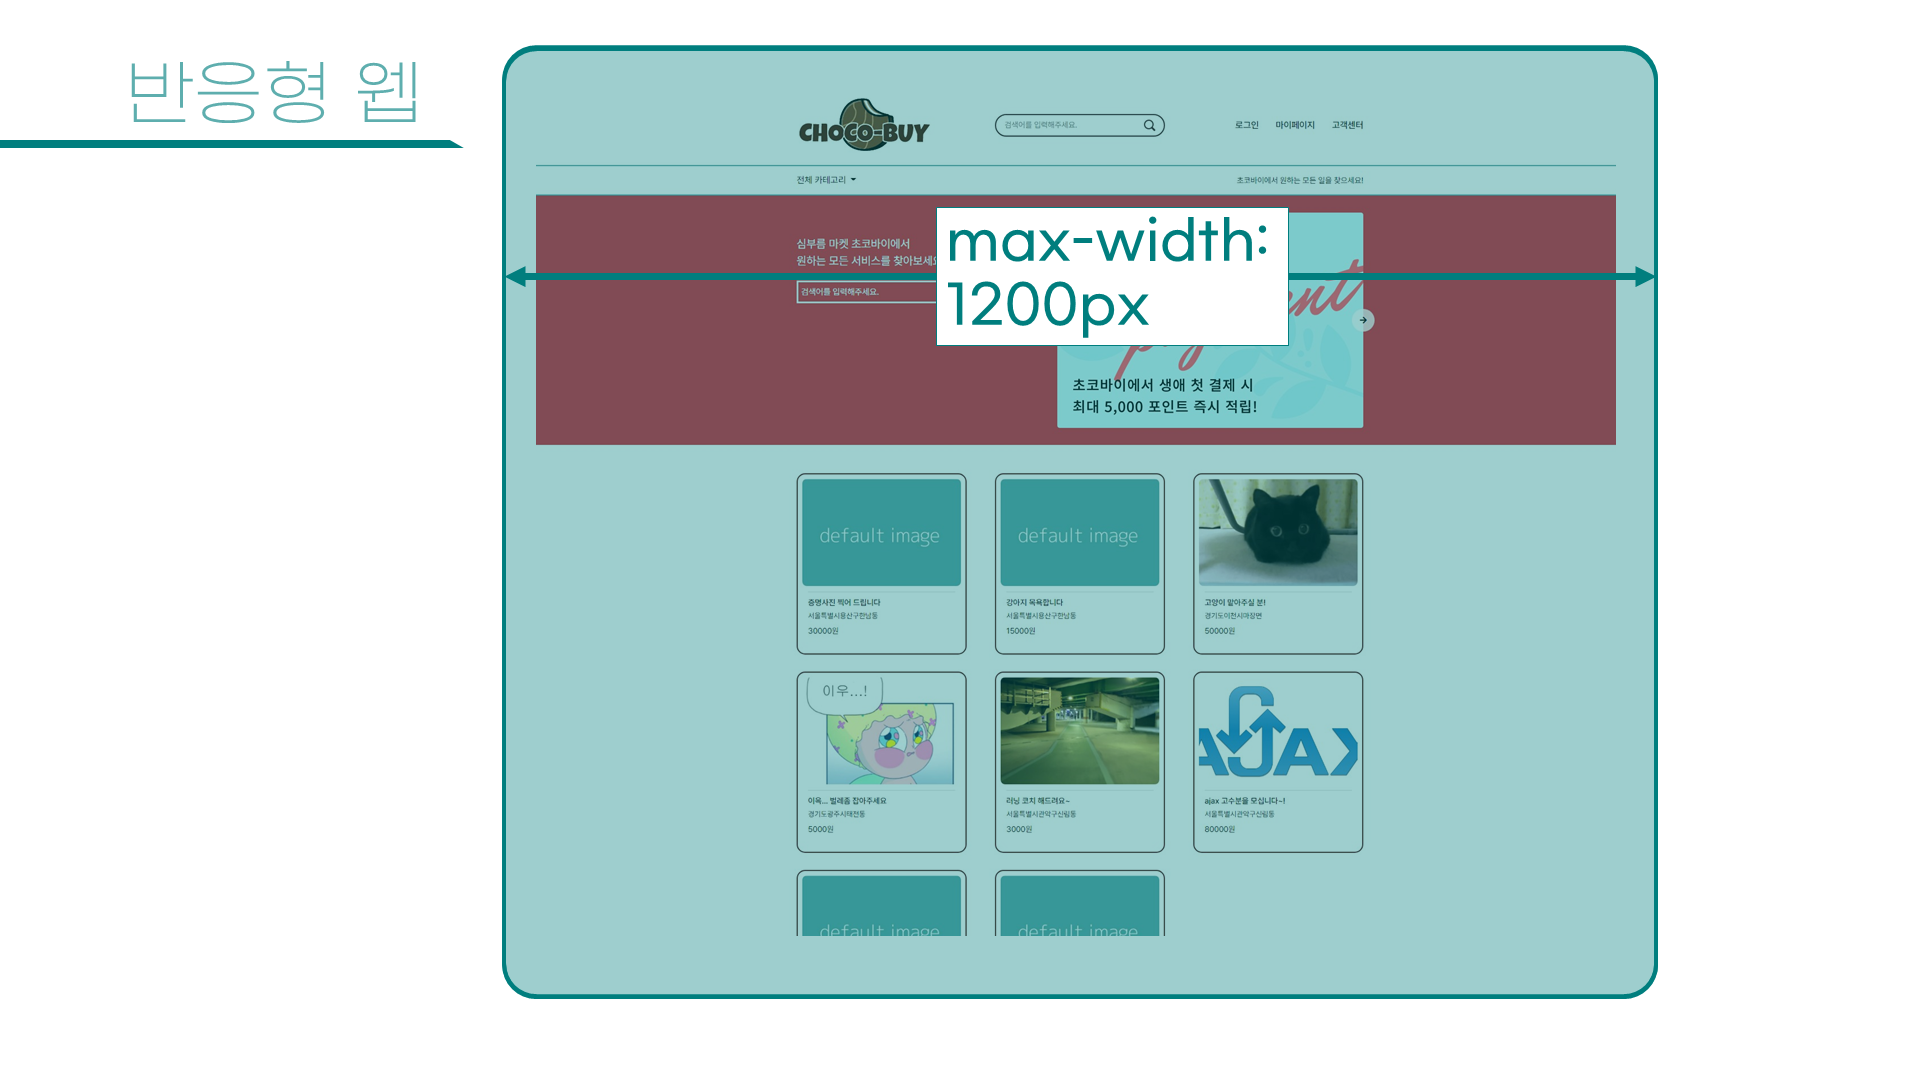 반응형 웹
CHOCO-BUY
검색어를 입력해주세요.
로그인 마이페이지 고객센터
전체 카테고리
초코바이에서 원하는 모든 일을 찾으세요!
심부름 마켓 초코바이에서
원하는 모든 서비스를 찾아보세요
검색어를 입력해주세요.
max-width:
1200px
초코바이에서 생애 첫 결제 시
최대 5,000 포인트 즉시 적립!
default image
증명사진 찍어 드립니다
서울특별시용산구한남동
30000원
default image
강아지 목욕합니다
서울특별시용산구한남동
15000원
고양이 맡아주실 분!
경기도이천시마장면
50000원
이우...!
이욱... 벌레좀 잡아주세요
경기도광주시태전동
5000원
러닝 코치 해드려요~
서울특별시관악구신림동
3000원
AJAX
ajax 고수분을 모십니다~!
서울특별시관악구신림동
80000원
default image
default image